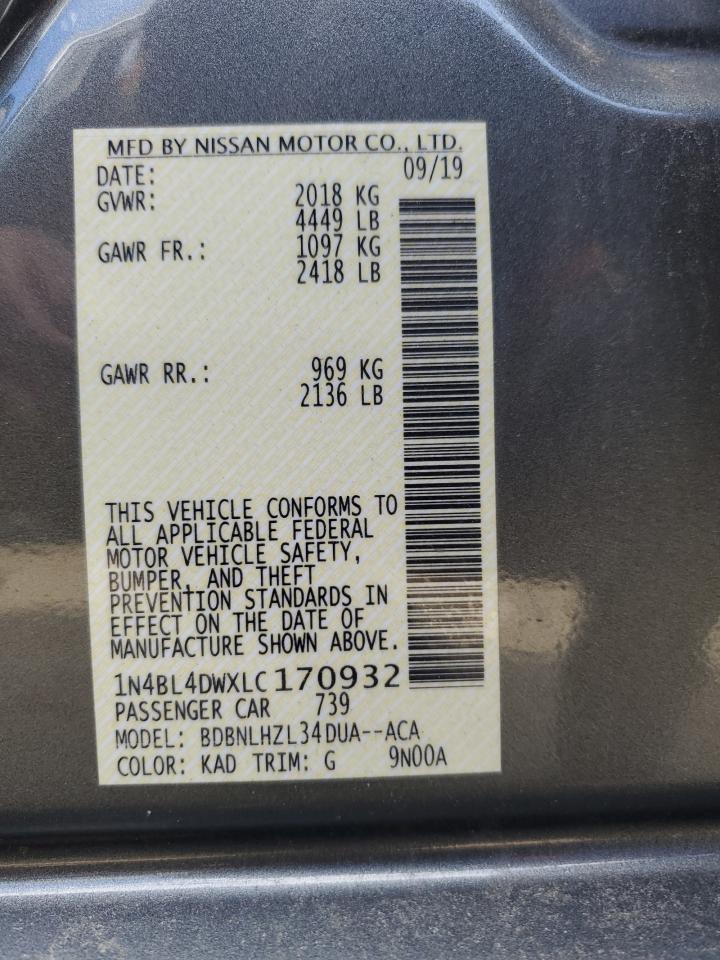 MFD BY NISSAN MOTOR CO., LTD.
DATE: 09/19
GVWR: 2018 KG
4449 LB
GAWR FR.: 1097 KG
2418 LB
GAWR RR.: 969 KG
2136 LB
THIS VEHICLE CONFORMS TO
ALL APPLICABLE FEDERAL
MOTOR VEHICLE SAFETY,
BUMPER, AND THEFT
PREVENTION STANDARDS IN
EFFECT ON THE DATE OF
MANUFACTURE SHOWN ABOVE.
1N4BL4DWXLC170932
PASSENGER CAR 739
MODEL: BDBNLHZL34DUA--ACA
COLOR: KAD TRIM: G 9N00A